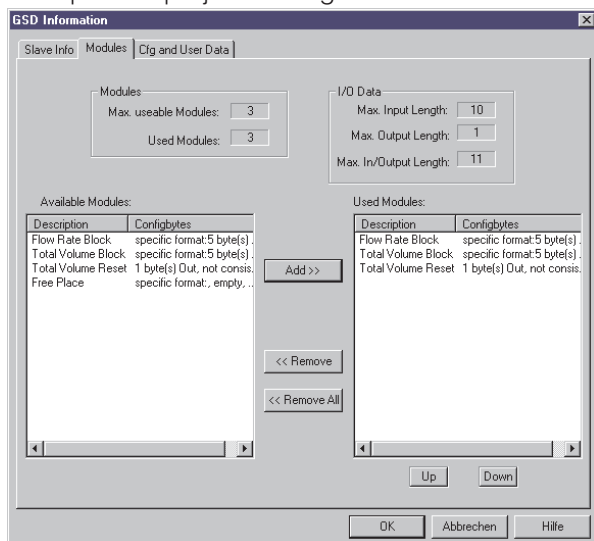 GSD Information
Slave Info Modules Cfg and User Data
Modules
Max. useable Modules: 3
Used Modules: 3
I/O Data
Max. Input Length: 10
Max. Output Length: 1
Max. In/Output Length: 11
Available Modules:
Description Configbytes
Flow Rate Block specific format:5 byte(s) .
Total Volume Block specific format:5 byte(s) .
Total Volume Reset 1 byte(s) Out, not consis.
Free Place specific format:, empty, ..
Add >>
<< Remove
<< Remove All
Used Modules:
Description Configbytes
Flow Rate Block specific format:5 byte(s) .
Total Volume Block specific format:5 byte(s) .
Total Volume Reset 1 byte(s) Out, not consis.
Up Down
OK Abbrechen Hilfe